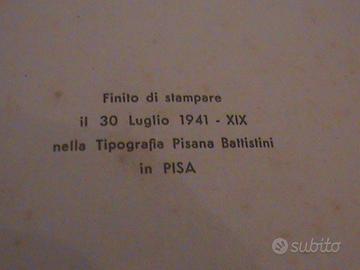 Finito di stampare
il 30 Luglio 1941 - XIX
nella Tipografia Pisana Battistini
in PISA
subito